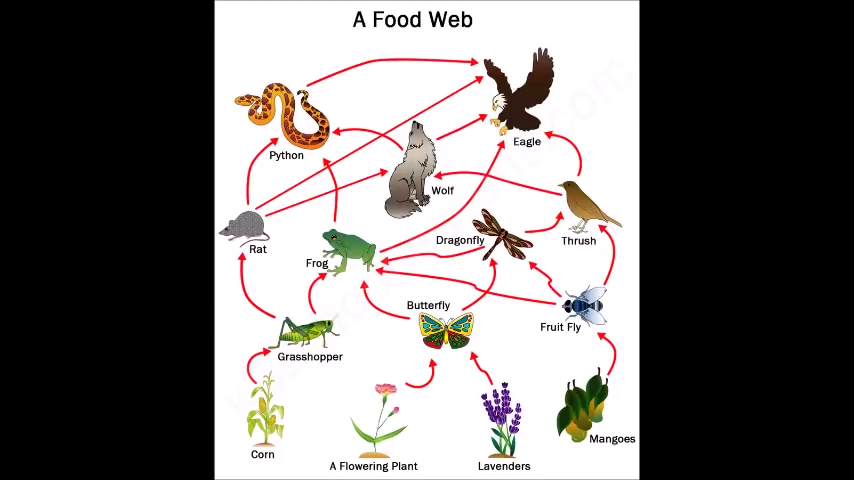 A Food Web
Python
Eagle
Wolf
Rat
Frog
Dragonfly
Thrush
Butterfly
Fruit Fly
Grasshopper
Corn
A Flowering Plant
Lavenders
Mangoes